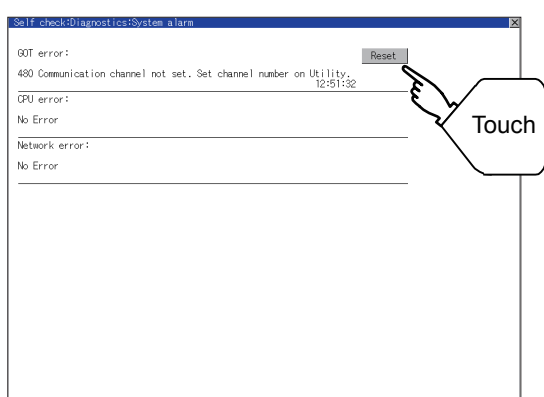 Self check:Diagnostics:System alarm
GOT error:
Reset
480 Communication channel not set. Set channel number on Utility.
12:51:32
CPU error:
No Error
Network error:
No Error
Touch